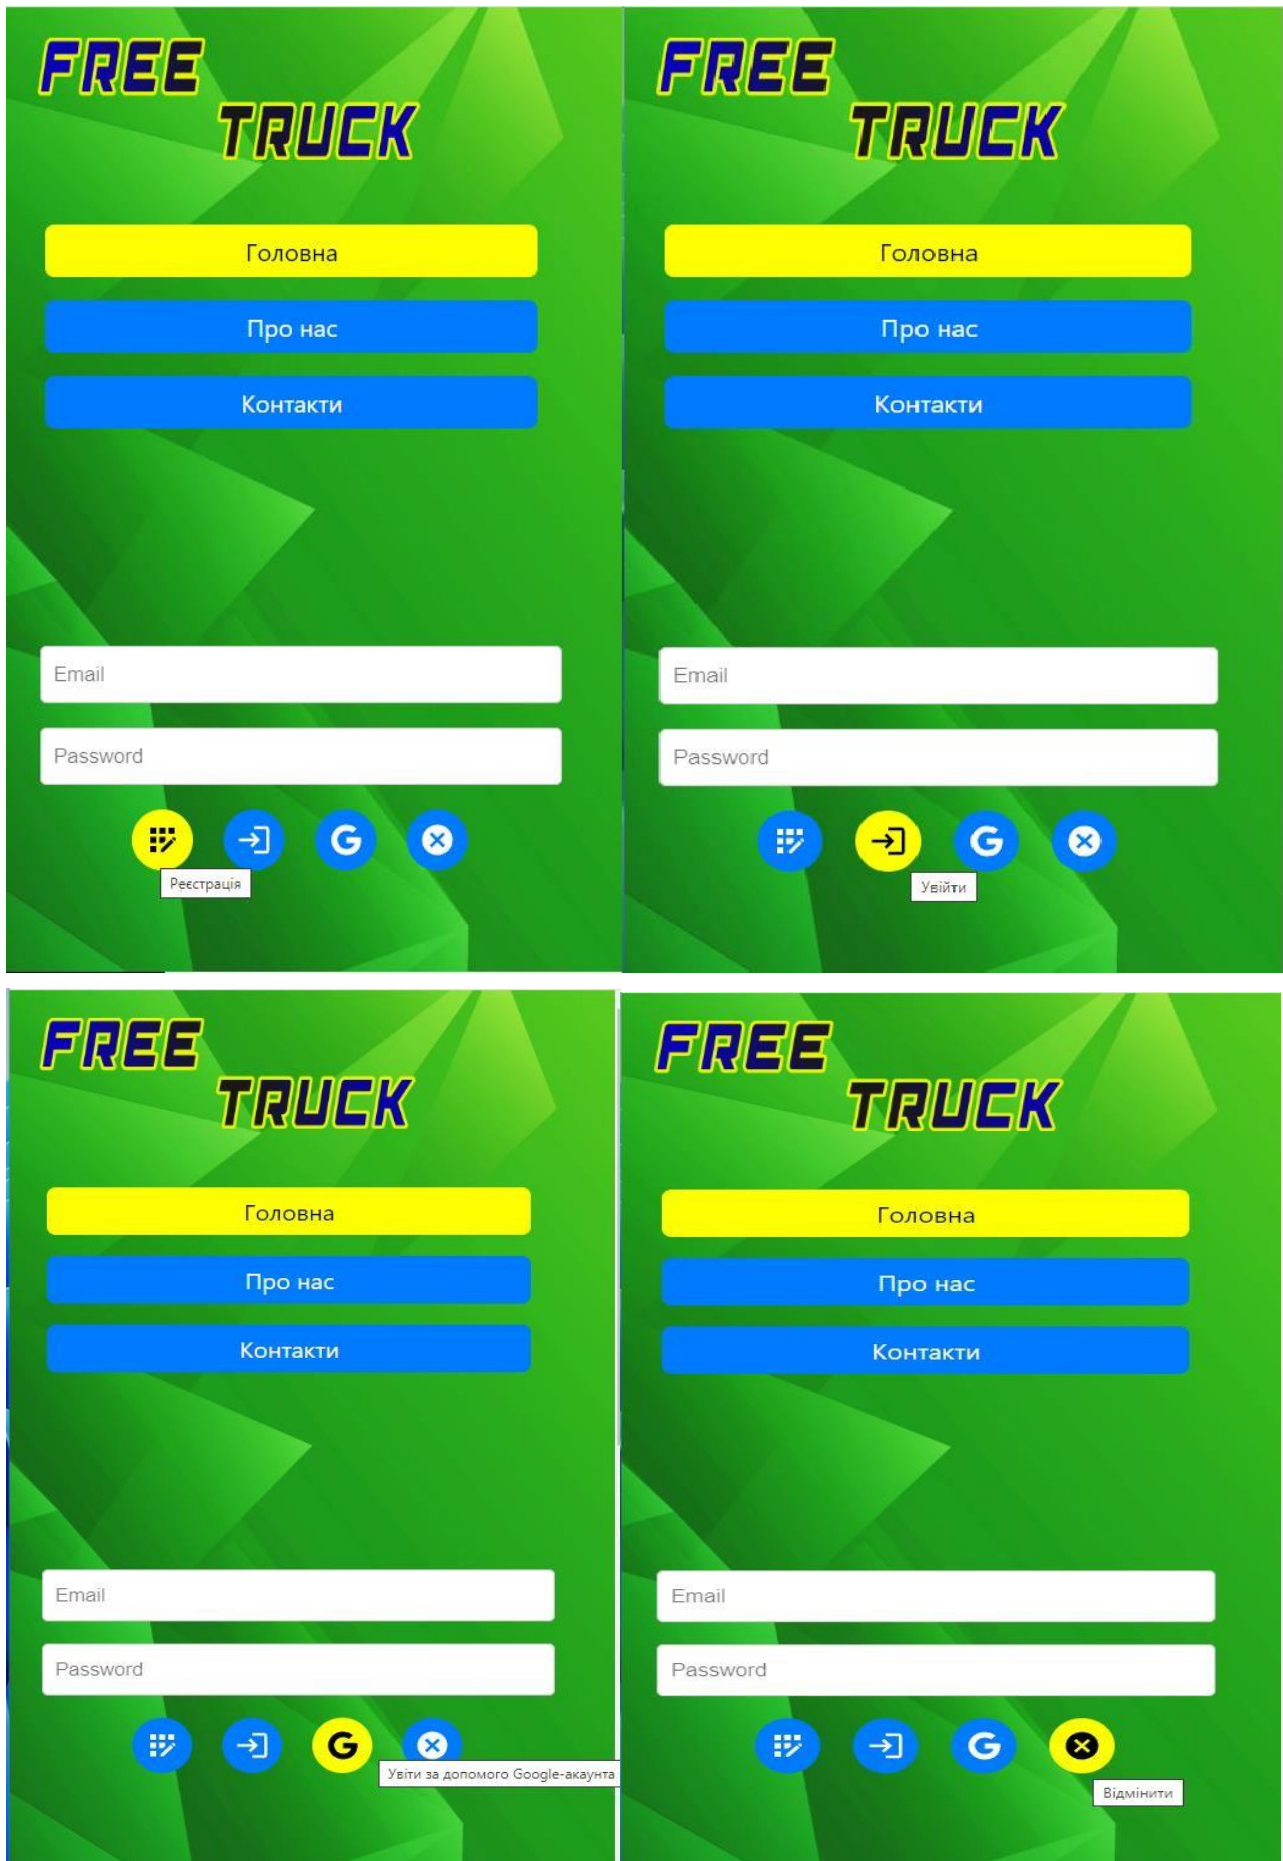 FREE
TRUCK
Головна
Про нас
Контакти
Email
Password
G
Реєстрація
FREE
TRUCK
Головна
Про нас
Контакти
Email
Password
G
Увійти
FREE
TRUCK
Головна
Про нас
Контакти
Email
Password
G
Увіти за допомого Google-акаунта
FREE
TRUCK
Головна
Про нас
Контакти
Email
Password
G
Відмінити